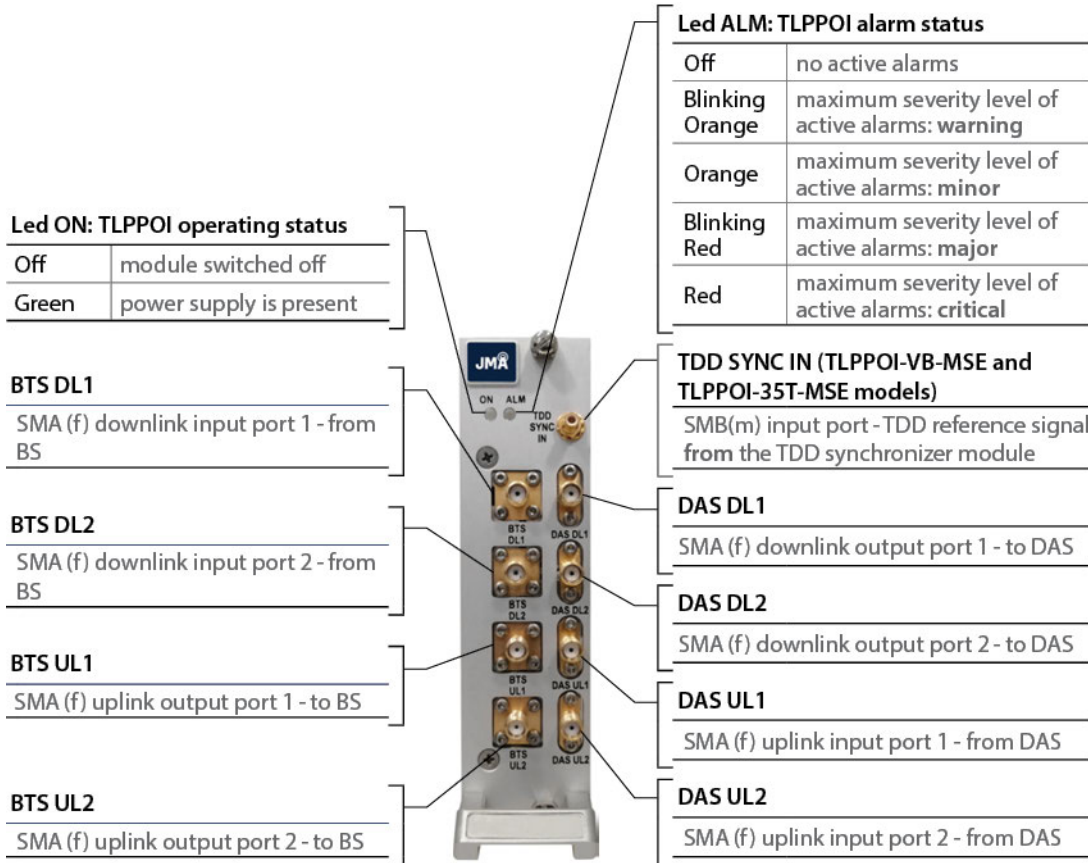 Led ALM: TLPPOI alarm status
Off no active alarms
Blinking Orange maximum severity level of
active alarms: warning
Orange maximum severity level of
active alarms: minor
Blinking Red maximum severity level of
active alarms: major
Red maximum severity level of
active alarms: critical
Led ON: TLPPOI operating status
Off module switched off
Green power supply is present
BTS DL1
SMA (f) downlink input port 1 - from
BS
BTS DL2
SMA (f) downlink input port 2 - from
BS
BTS UL1
SMA (f) uplink output port 1 - to BS
BTS UL2
SMA (f) uplink output port 2 - to BS
JMA
ON ALM
TDD
SYNC
IN
BTS
DL1
DAS DL1
BTS
DL2
DAS DL2
BTS
UL1
DAS UL1
BTS
UL2
DAS UL2
TDD SYNC IN (TLPPOI-VB-MSE and
TLPPOI-35T-MSE models)
SMB(m) input port - TDD reference signal
from the TDD synchronizer module
DAS DL1
SMA (f) downlink output port 1 - to DAS
DAS DL2
SMA (f) downlink output port 2 - to DAS
DAS UL1
SMA (f) uplink input port 1 - from DAS
DAS UL2
SMA (f) uplink input port 2 - from DAS